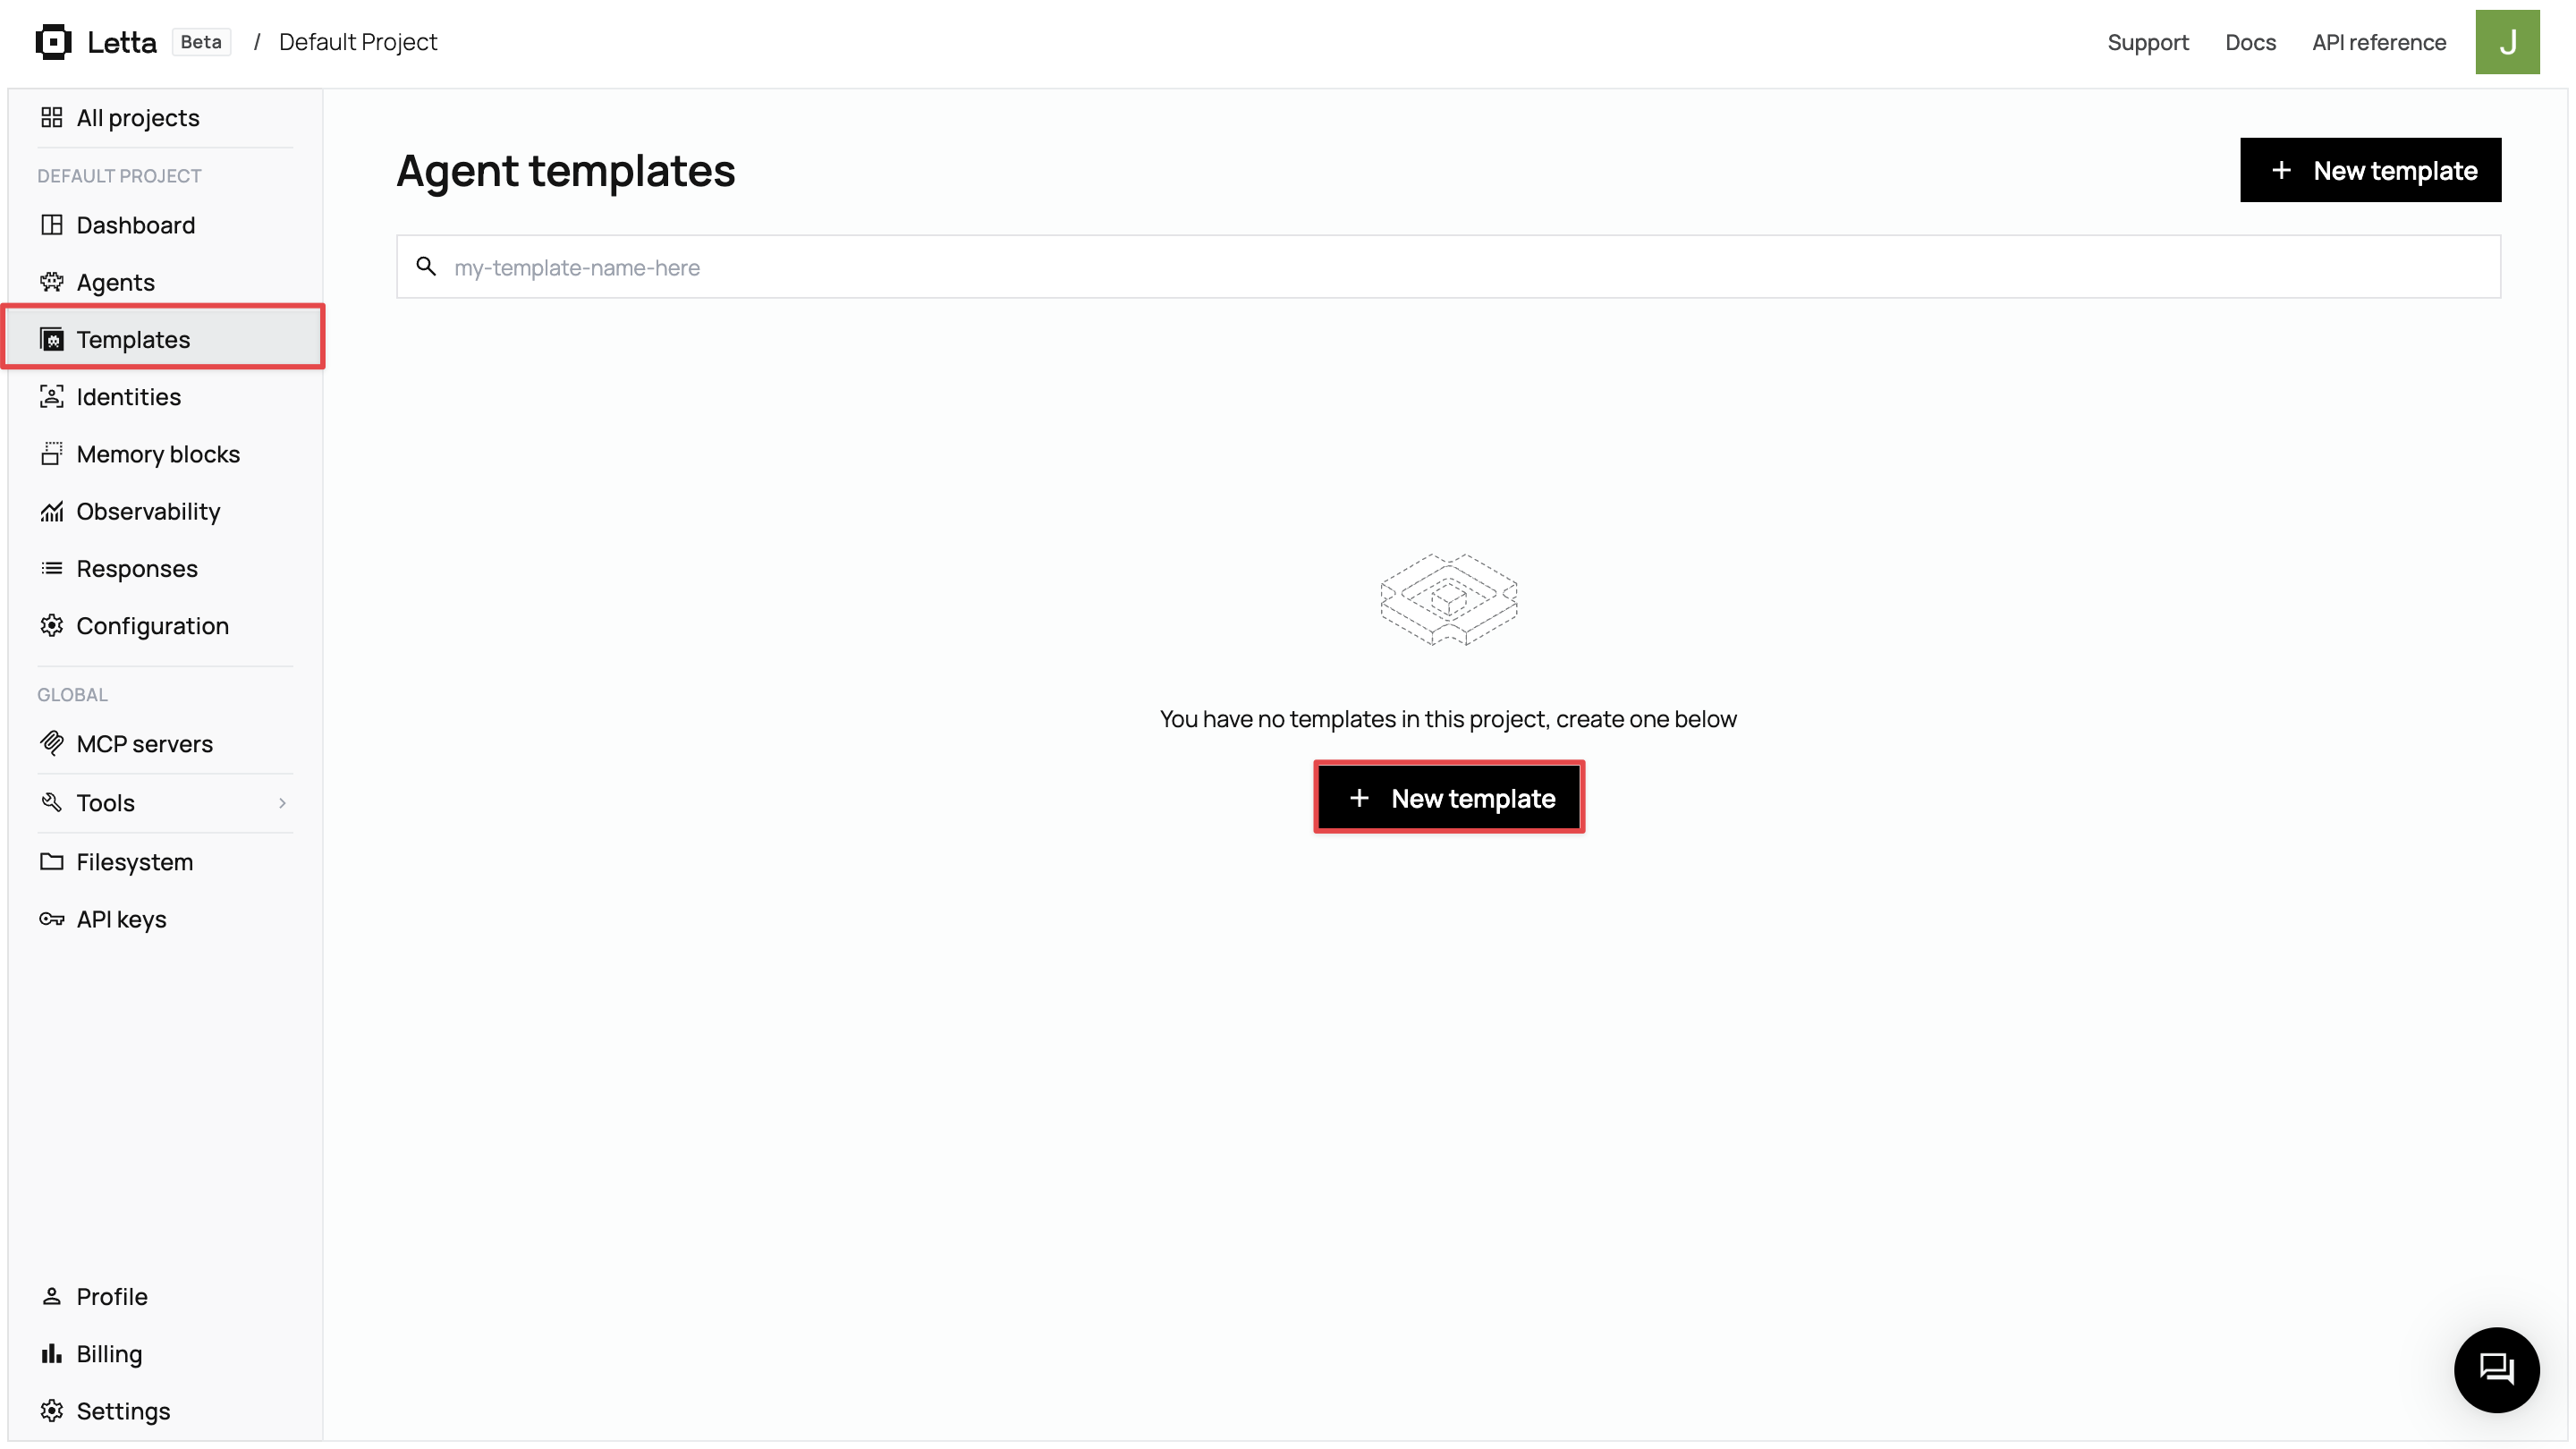 Letta Beta / Default Project
Support Docs API reference J
All projects
DEFAULT PROJECT
Dashboard
Agents
Templates
Identities
Memory blocks
Observability
Responses
Configuration
GLOBAL
MCP servers
Tools
Filesystem
API keys
Profile
Billing
Settings
Agent templates
+ New template
my-template-name-here
You have no templates in this project, create one below
+ New template